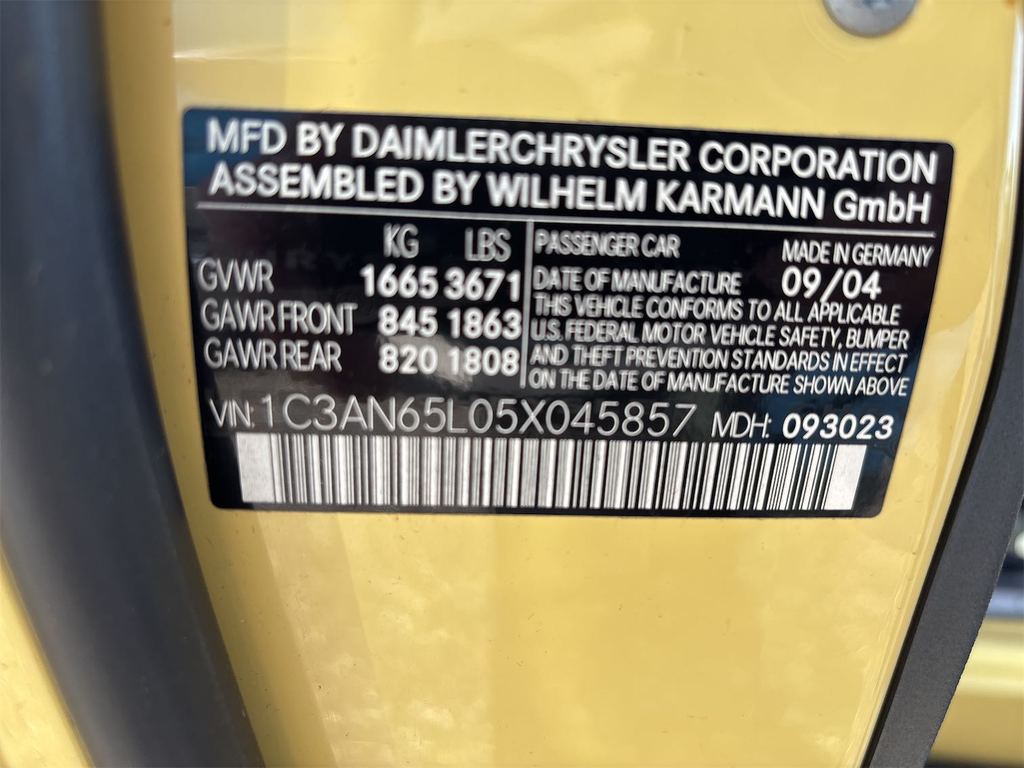 MFD BY DAIMLERCHRYSLER CORPORATION
ASSEMBLED BY WILHELM KARMANN GmbH
KG LBS
GVWR 1665 3671
GAWR FRONT 845 1863
GAWR REAR 820 1808
PASSENGER CAR MADE IN GERMANY
DATE OF MANUFACTURE 09/04
THIS VEHICLE CONFORMS TO ALL APPLICABLE
U.S. FEDERAL MOTOR VEHICLE SAFETY, BUMPER
AND THEFT PREVENTION STANDARDS IN EFFECT
ON THE DATE OF MANUFACTURE SHOWN ABOVE
VIN: 1C3AN65L05X045857 MDH: 093023